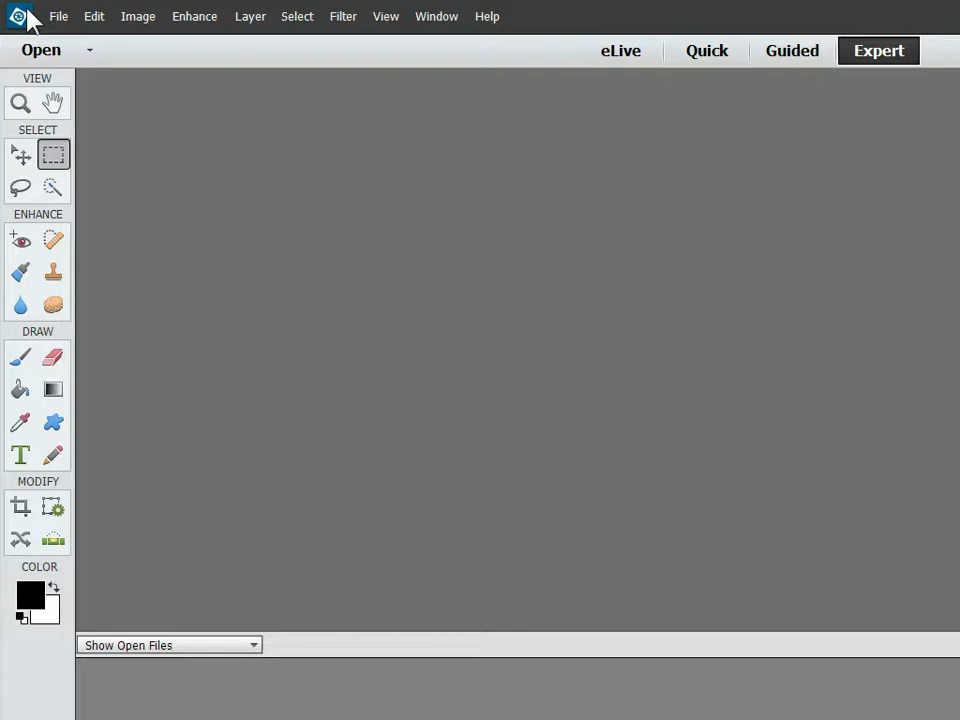 File Edit Image Enhance Layer Select Filter View Window Help
Open eLive Quick Guided Expert
VIEW
SELECT
ENHANCE
DRAW
T
MODIFY
COLOR
Show Open Files